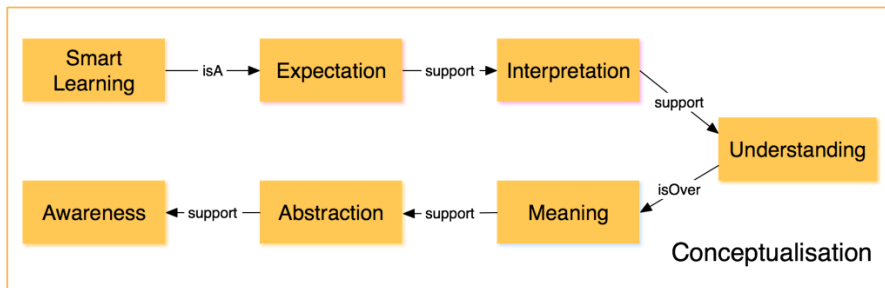 Smart
Learning
isA
Expectation
support
Interpretation
support
Understanding
isOver
Meaning
support
Abstraction
support
Awareness
Conceptualisation